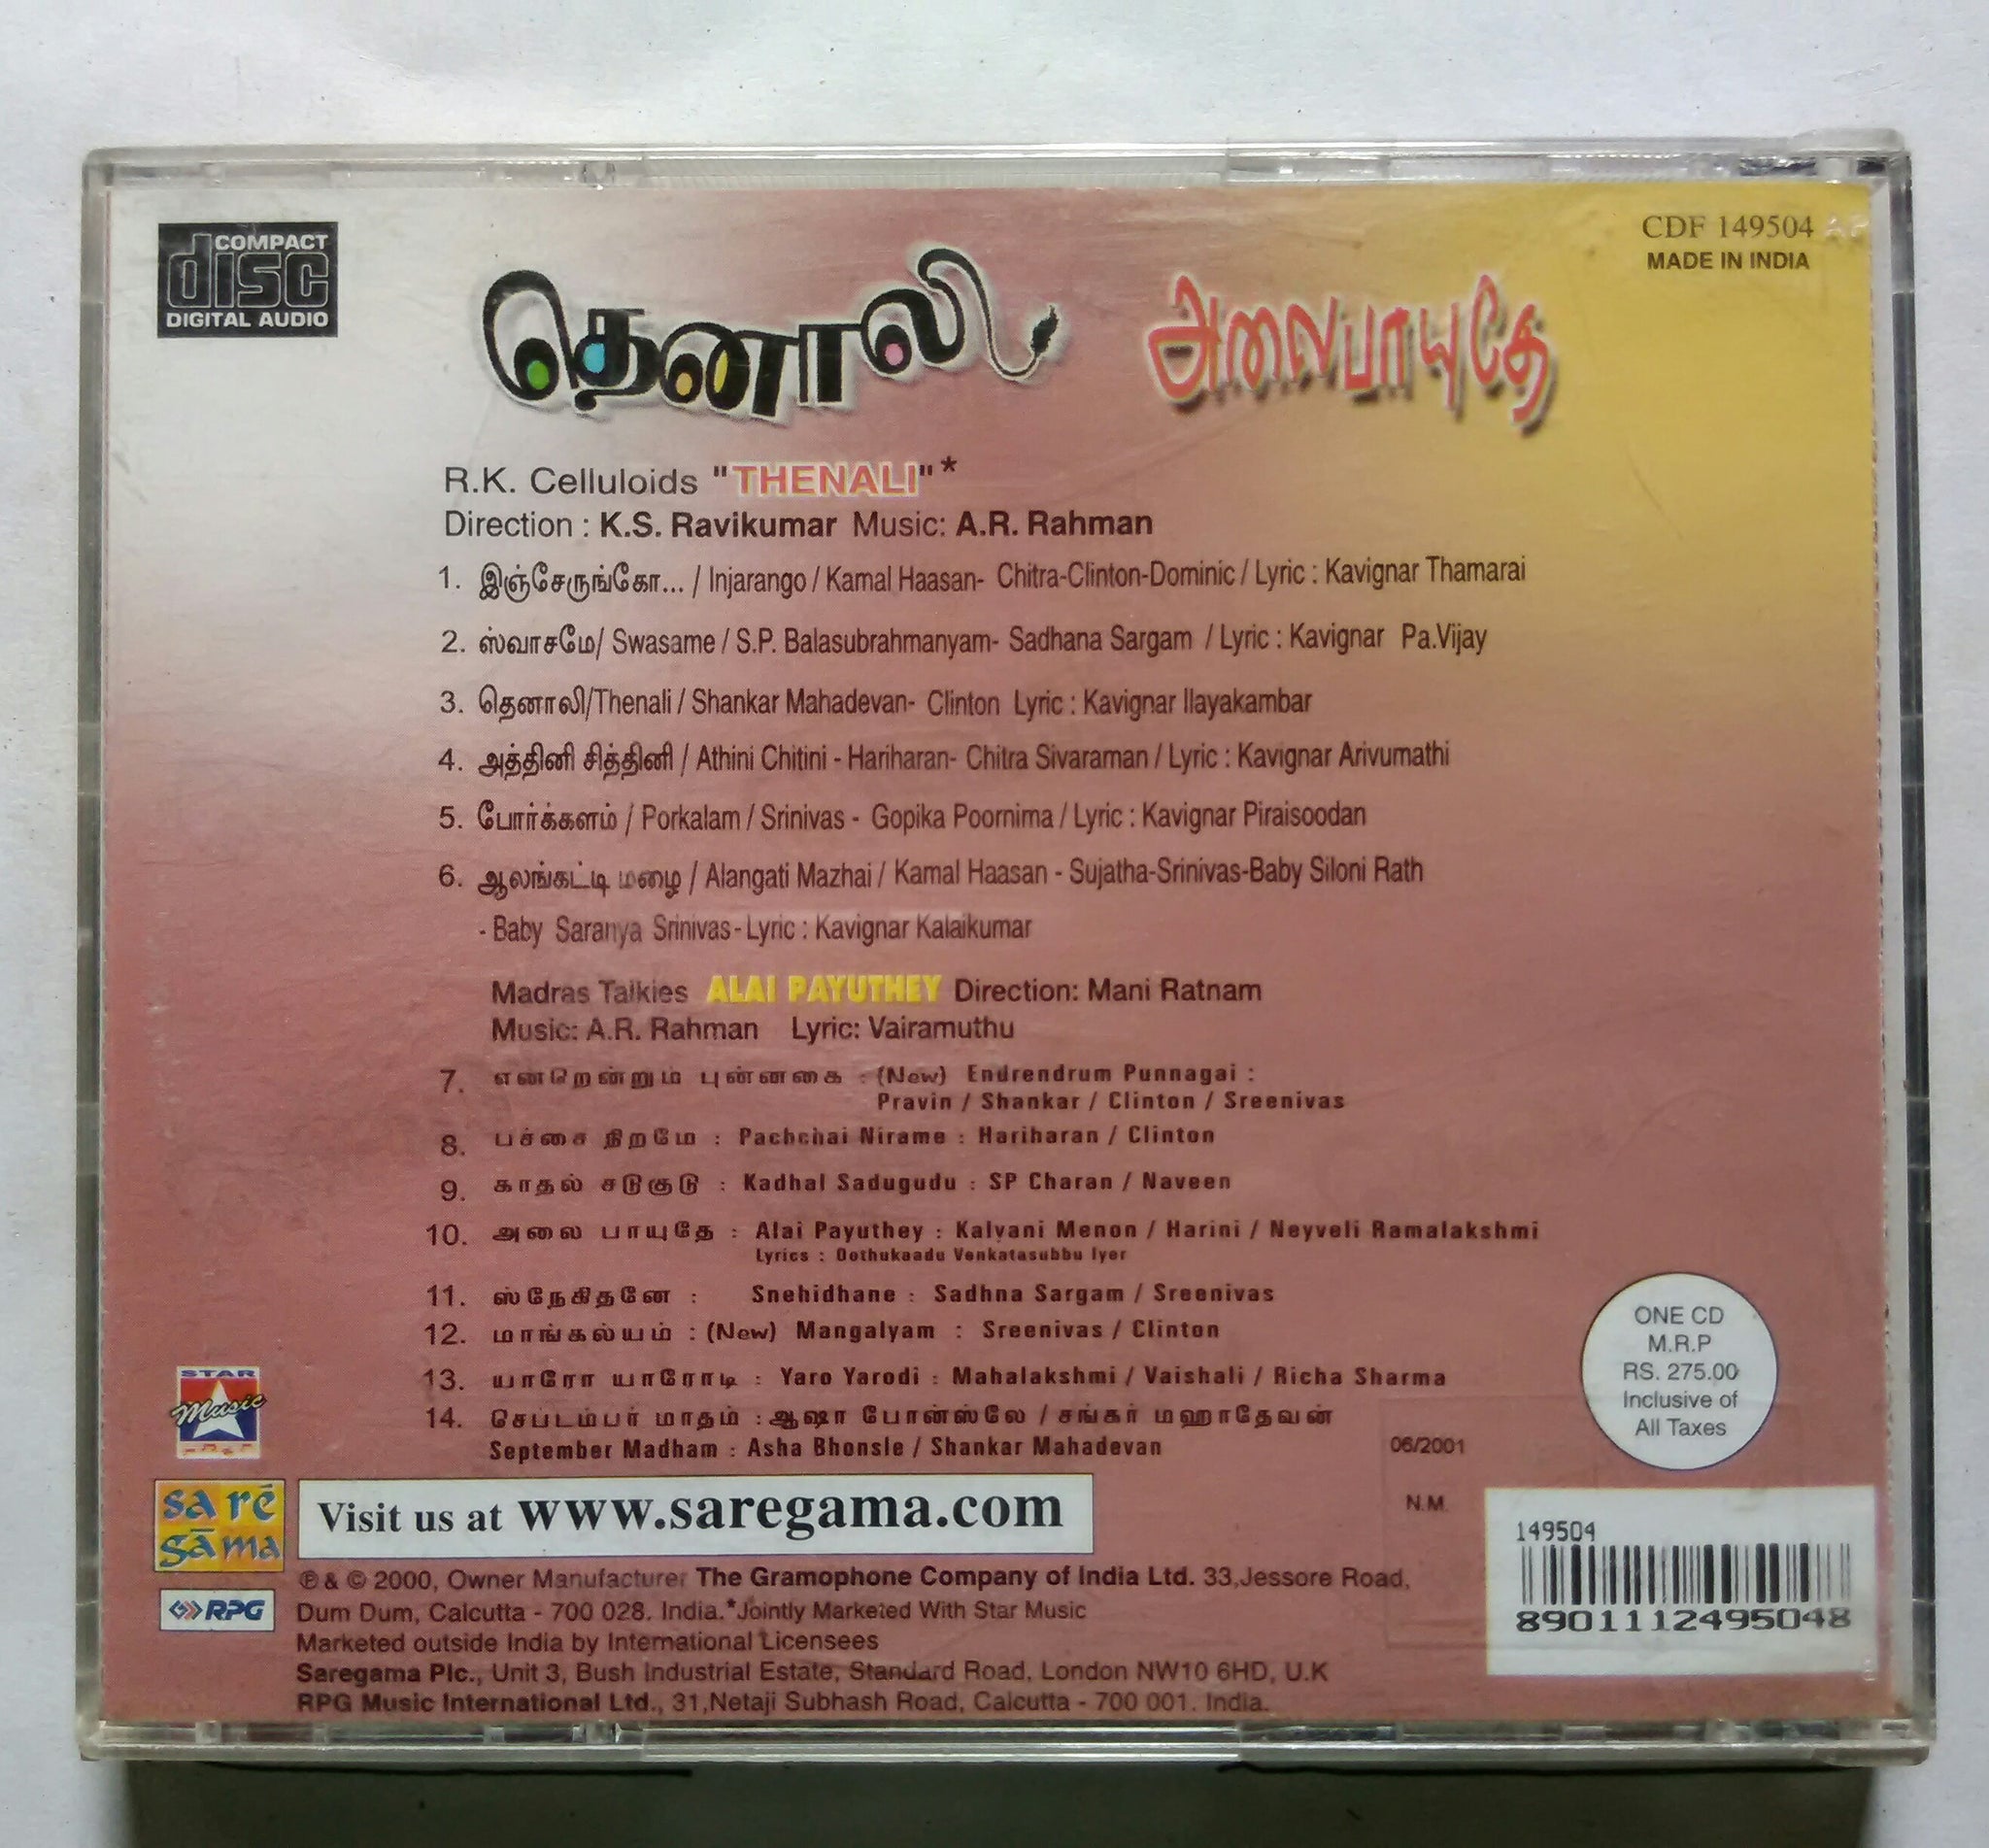 COMPACT
disc
DIGITAL AUDIO
CDF 149504
MADE IN INDIA
தெனாலி
அலைபாயுதே
R.K. Celluloids "THENALI"*
Direction : K.S. Ravikumar Music: A.R. Rahman
1. இஞ்சேருங்கோ... / Injarango / Kamal Haasan- Chitra-Clinton-Dominic / Lyric : Kavignar Thamarai
2. ஸ்வாசமே/ Swasame / S.P. Balasubrahmanyam- Sadhana Sargam / Lyric : Kavignar Pa.Vijay
3. தெனாலி/Thenali / Shankar Mahadevan- Clinton Lyric : Kavignar Ilayakambar
4. அத்தினி சித்தினி / Athini Chitini - Hariharan- Chitra Sivaraman / Lyric : Kavignar Arivumathi
5. போர்க்களம் / Porkalam / Srinivas - Gopika Poornima / Lyric : Kavignar Piraisoodan
6. ஆலங்கட்டி மழை / Alangati Mazhai / Kamal Haasan - Sujatha-Srinivas-Baby Siloni Rath
- Baby Saranya Srinivas-Lyric : Kavignar Kalaikumar
Madras Talkies ALAI PAYUTHEY Direction: Mani Ratnam
Music: A.R. Rahman Lyric: Vairamuthu
7. என்றென்றும் புன்னகை : (New) Endrendrum Punnagai :
Pravin / Shankar / Clinton / Sreenivas
8. பச்சை நிறமே : Pachchai Nirame : Hariharan / Clinton
9. காதல் சடுகுடு : Kadhal Sadugudu : SP Charan / Naveen
10. அலை பாயுதே : Alai Payuthey : Kalyani Menon / Harini / Neyveli Ramalakshmi
Lyrics : Oothukaadu Venkatasubbu Iyer
11. ஸ்நேகிதனே : Snehidhane : Sadhna Sargam / Sreenivas
12. மாங்கல்யம் : (New) Mangalyam : Sreenivas / Clinton
13. யாரோ யாரோடி : Yaro Yarodi : Mahalakshmi / Vaishali / Richa Sharma
14. செப்டம்பர் மாதம் : ஆஷா போன்ஸ்லே / சங்கர் மஹாதேவன்
September Madham : Asha Bhonsle / Shankar Mahadevan
ONE CD
M.R.P
RS. 275.00
Inclusive of
All Taxes
06/2001
N.M.
STAR
Music
sa rē
gāma
RPG
Visit us at www.saregama.com
149504
8901112495048
℗ & © 2000, Owner Manufacturer The Gramophone Company of India Ltd. 33,Jessore Road,
Dum Dum, Calcutta - 700 028. India.*Jointly Marketed With Star Music
Marketed outside India by International Licensees
Saregama Plc., Unit 3, Bush Industrial Estate, Standard Road, London NW10 6HD, U.K
RPG Music International Ltd., 31,Netaji Subhash Road, Calcutta - 700 001. India.